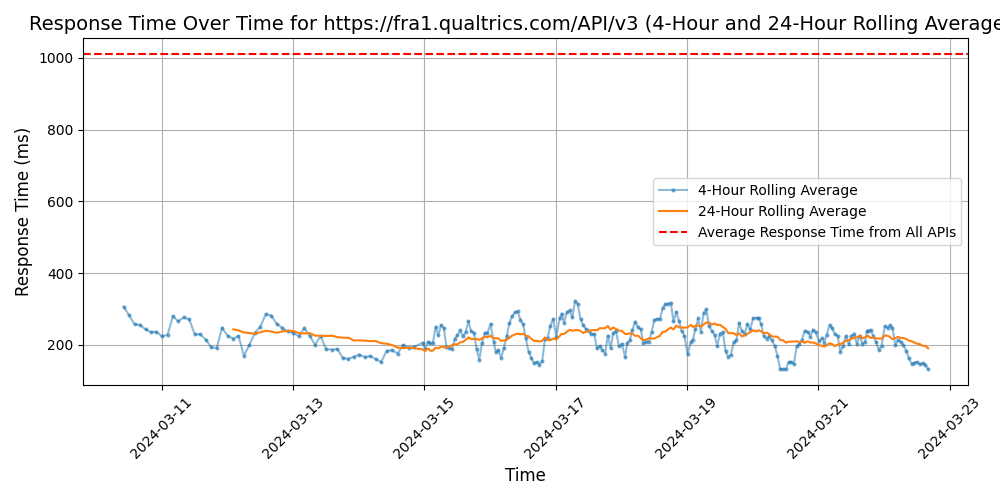 Response Time Over Time for https://fra1.qualtrics.com/API/v3 (4-Hour and 24-Hour Rolling Average
Response Time (ms)
1000
800
600
400
200
4-Hour Rolling Average
24-Hour Rolling Average
Average Response Time from All APIs
2024-03-11
2024-03-13
2024-03-15
2024-03-17
2024-03-19
2024-03-21
2024-03-23
Time